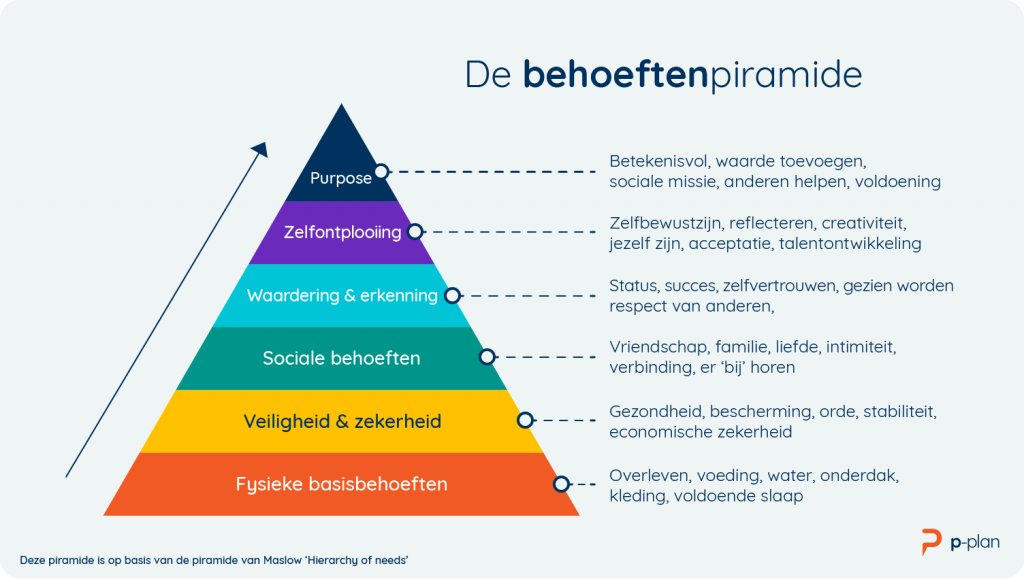 De behoeftenpiramide
Purpose
Betekenisvol, waarde toevoegen,
sociale missie, anderen helpen, voldoening
Zelfontplooiing
Zelfbewustzijn, reflecteren, creativiteit,
jezelf zijn, acceptatie, talentontwikkeling
Waardering & erkenning
Status, succes, zelfvertrouwen, gezien worden
respect van anderen,
Sociale behoeften
Vriendschap, familie, liefde, intimiteit,
verbinding, er ‘bij’ horen
Veiligheid & zekerheid
Gezondheid, bescherming, orde, stabiliteit,
economische zekerheid
Fysieke basisbehoeften
Overleven, voeding, water, onderdak,
kleding, voldoende slaap
p-plan
Deze piramide is op basis van de piramide van Maslow ‘Hierarchy of needs’